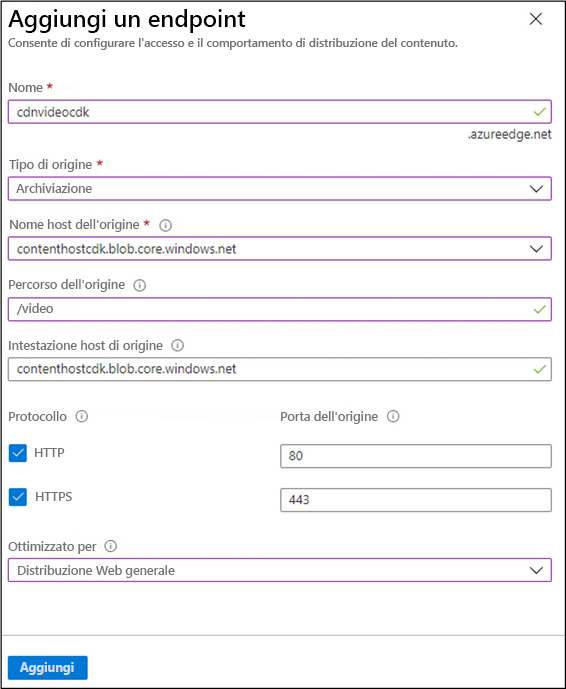 Aggiungi un endpoint
Consente di configurare l'accesso e il comportamento di distribuzione del contenuto.
Nome *
cdnvideocdk
.azureedge.net
Tipo di origine *
Archiviazione
Nome host dell'origine *
contenthostcdk.blob.core.windows.net
Percorso dell'origine
/video
Intestazione host di origine
contenthostcdk.blob.core.windows.net
Protocollo Porta dell'origine
HTTP 80
HTTPS 443
Ottimizzato per
Distribuzione Web generale
Aggiungi